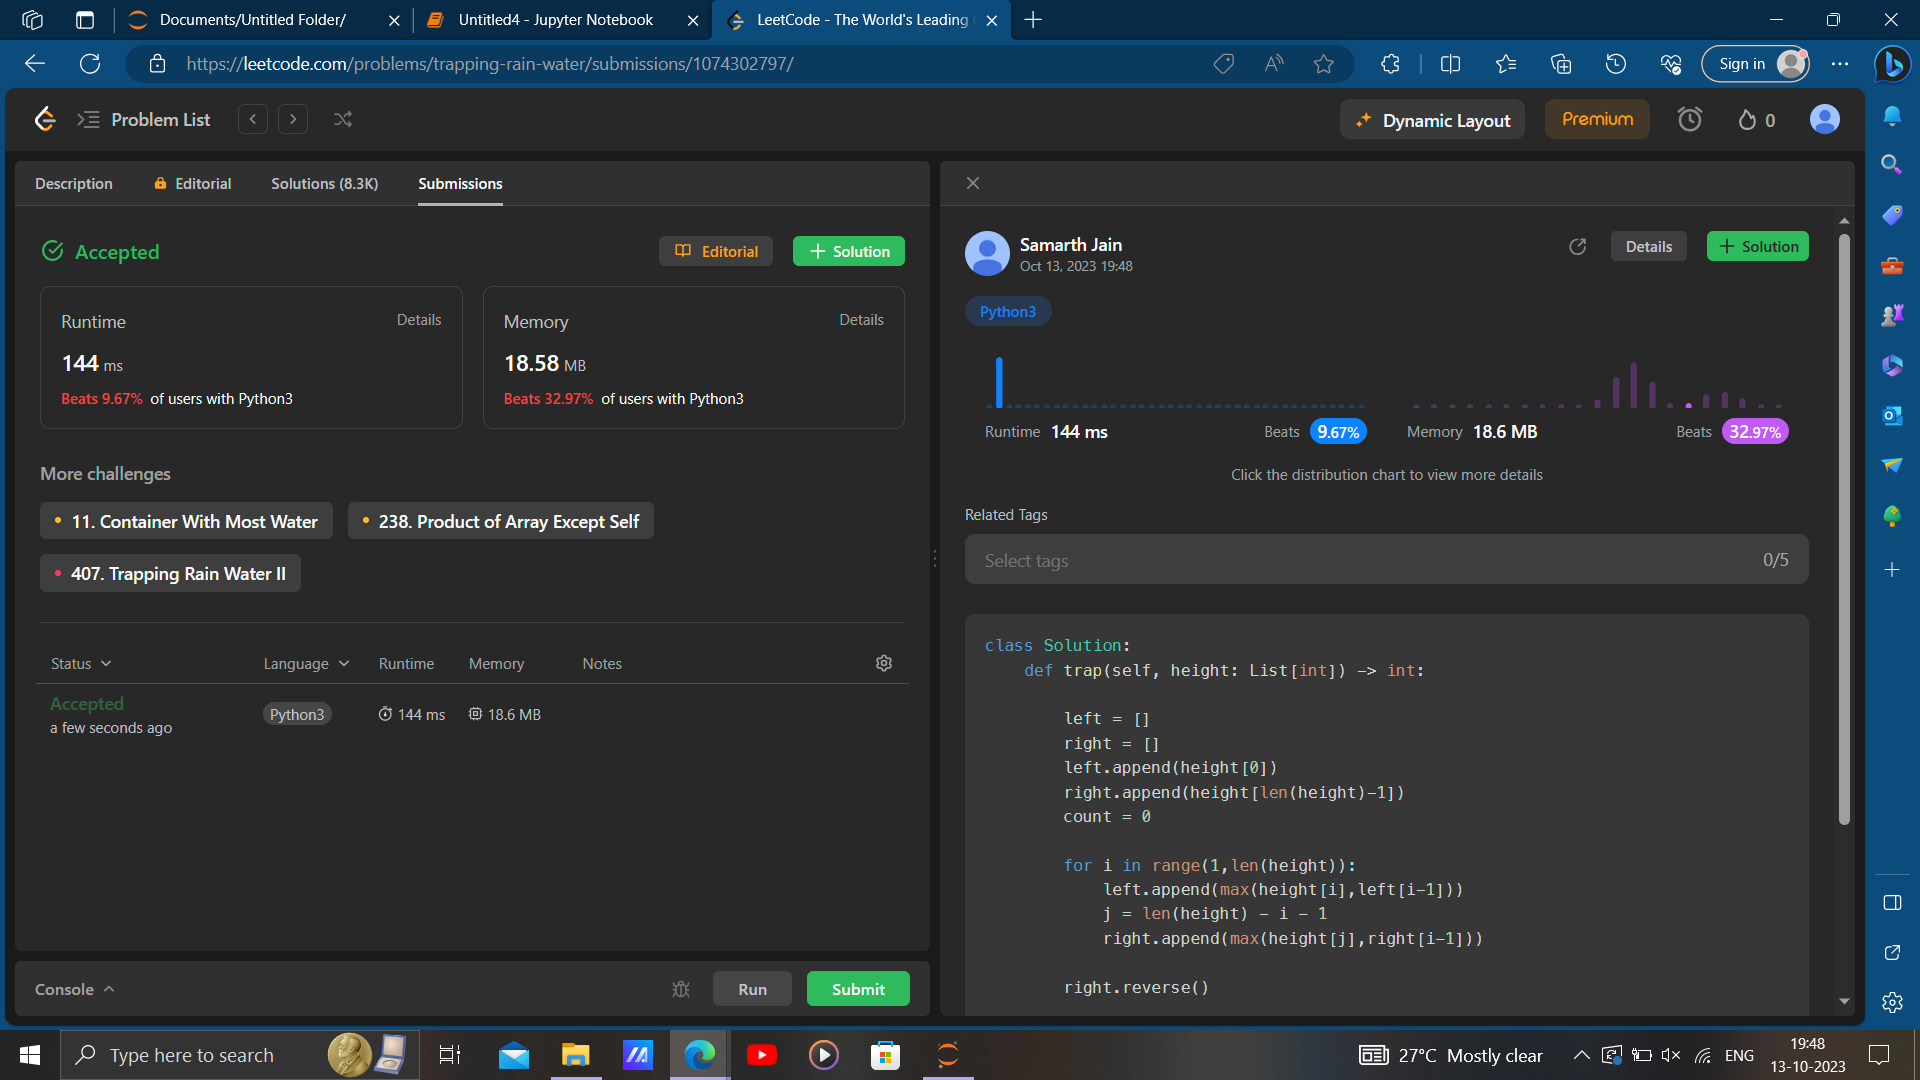 Documents/Untitled Folder/
Untitled4 - Jupyter Notebook
LeetCode - The World's Leading
https://leetcode.com/problems/trapping-rain-water/submissions/1074302797/
Sign in
Problem List
Dynamic Layout
Premium
0
Description
Editorial
Solutions (8.3K)
Submissions
Accepted
Editorial
Solution
Runtime
Details
144 ms
Beats 9.67% of users with Python3
Memory
Details
18.58 MB
Beats 32.97% of users with Python3
More challenges
11. Container With Most Water
238. Product of Array Except Self
407. Trapping Rain Water II
Status
Language
Runtime
Memory
Notes
Accepted
a few seconds ago
Python3
144 ms
18.6 MB
Console
Run
Submit
Samarth Jain
Oct 13, 2023 19:48
Details
Solution
Python3
Runtime 144 ms
Beats 9.67%
Memory 18.6 MB
Beats 32.97%
Click the distribution chart to view more details
Related Tags
Select tags
0/5
class Solution:
    def trap(self, height: List[int]) -> int:
        left = []
        right = []
        left.append(height[0])
        right.append(height[len(height)-1])
        count = 0
        for i in range(1,len(height)):
            left.append(max(height[i],left[i-1]))
            j = len(height) - i - 1
            right.append(max(height[j],right[i-1]))
        right.reverse()
Type here to search
27°C Mostly clear
ENG
19:48
13-10-2023